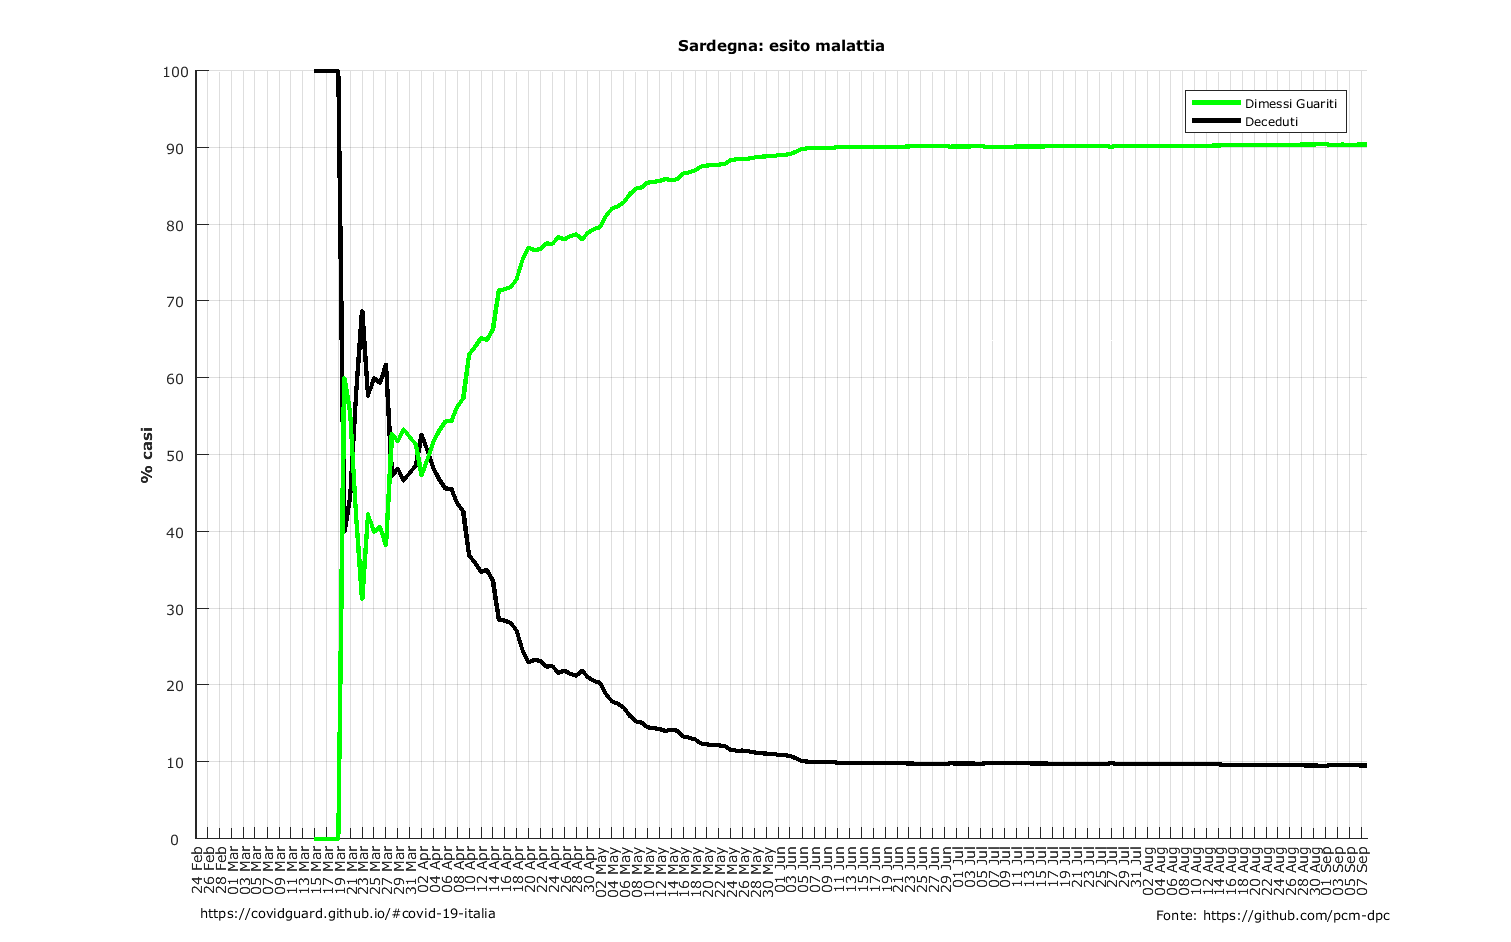 Sardegna: esito malattia
Dimessi Guariti
Deceduti
% casi
100
90
80
70
60
50
40
30
20
10
0
24 Feb
26 Feb
28 Feb
01 Mar
03 Mar
05 Mar
07 Mar
09 Mar
11 Mar
13 Mar
15 Mar
17 Mar
19 Mar
21 Mar
23 Mar
25 Mar
27 Mar
29 Mar
31 Mar
02 Apr
04 Apr
06 Apr
08 Apr
10 Apr
12 Apr
14 Apr
16 Apr
18 Apr
20 Apr
22 Apr
24 Apr
26 Apr
28 Apr
30 Apr
02 May
04 May
06 May
08 May
10 May
12 May
14 May
16 May
18 May
20 May
22 May
24 May
26 May
28 May
30 May
01 Jun
03 Jun
05 Jun
07 Jun
09 Jun
11 Jun
13 Jun
15 Jun
17 Jun
19 Jun
21 Jun
23 Jun
25 Jun
27 Jun
29 Jun
01 Jul
03 Jul
05 Jul
07 Jul
09 Jul
11 Jul
13 Jul
15 Jul
17 Jul
19 Jul
21 Jul
23 Jul
25 Jul
27 Jul
29 Jul
31 Jul
02 Aug
04 Aug
06 Aug
08 Aug
10 Aug
12 Aug
14 Aug
16 Aug
18 Aug
20 Aug
22 Aug
24 Aug
26 Aug
28 Aug
30 Aug
01 Sep
03 Sep
05 Sep
07 Sep
https://covidguard.github.io/#covid-19-italia
Fonte: https://github.com/pcm-dpc